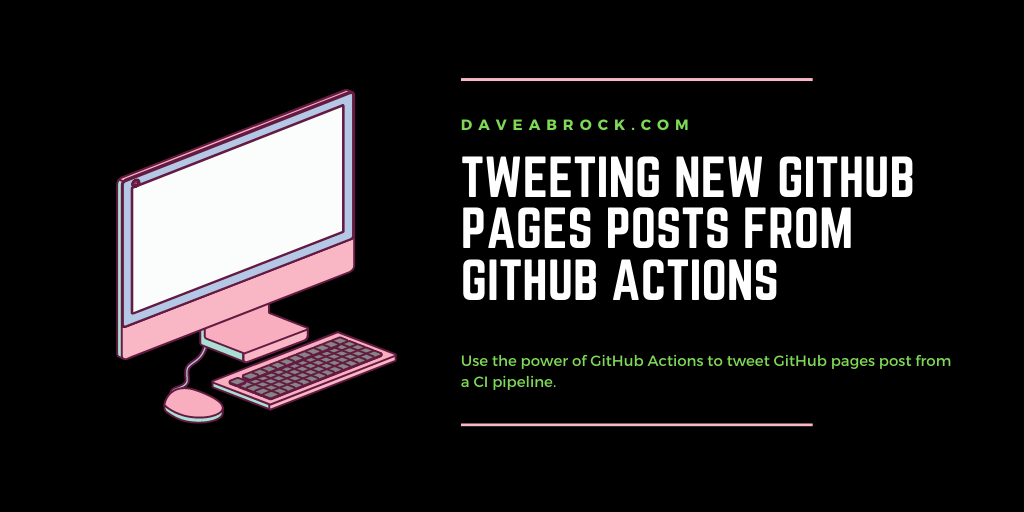 DAVEABROCK.COM
TWEETING NEW GITHUB
PAGES POSTS FROM
GITHUB ACTIONS
Use the power of GitHub Actions to tweet GitHub pages post from
a CI pipeline.